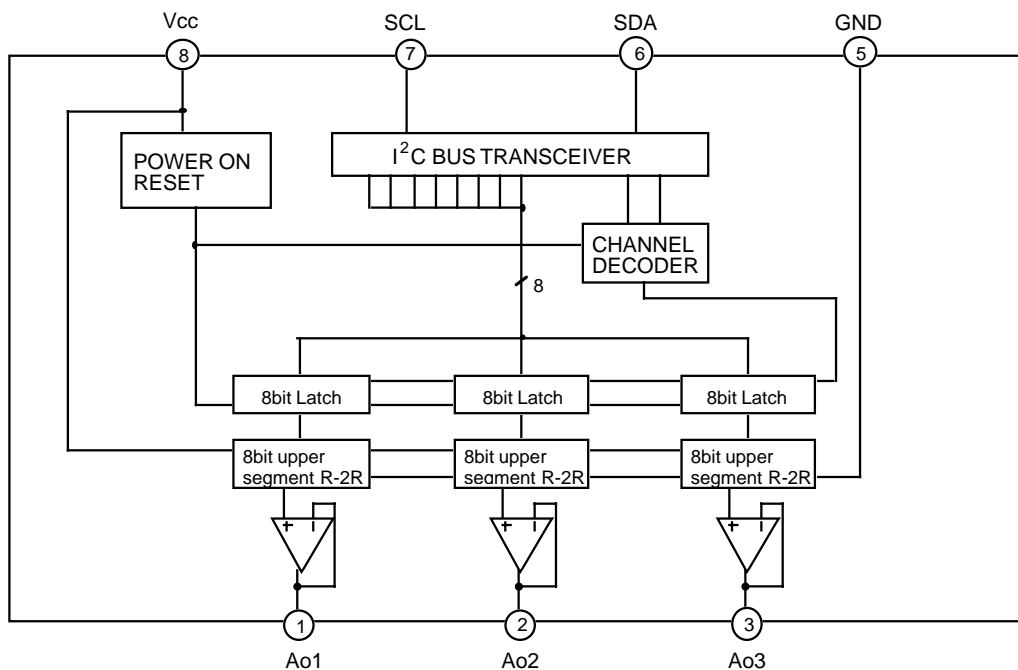 Vcc
SCL
SDA
GND
8
7
6
5
POWER ON
RESET
I²C BUS TRANSCEIVER
CHANNEL
DECODER
8
8bit Latch
8bit Latch
8bit Latch
8bit upper
segment R-2R
8bit upper
segment R-2R
8bit upper
segment R-2R
+
+
+
1
2
3
Ao1
Ao2
Ao3